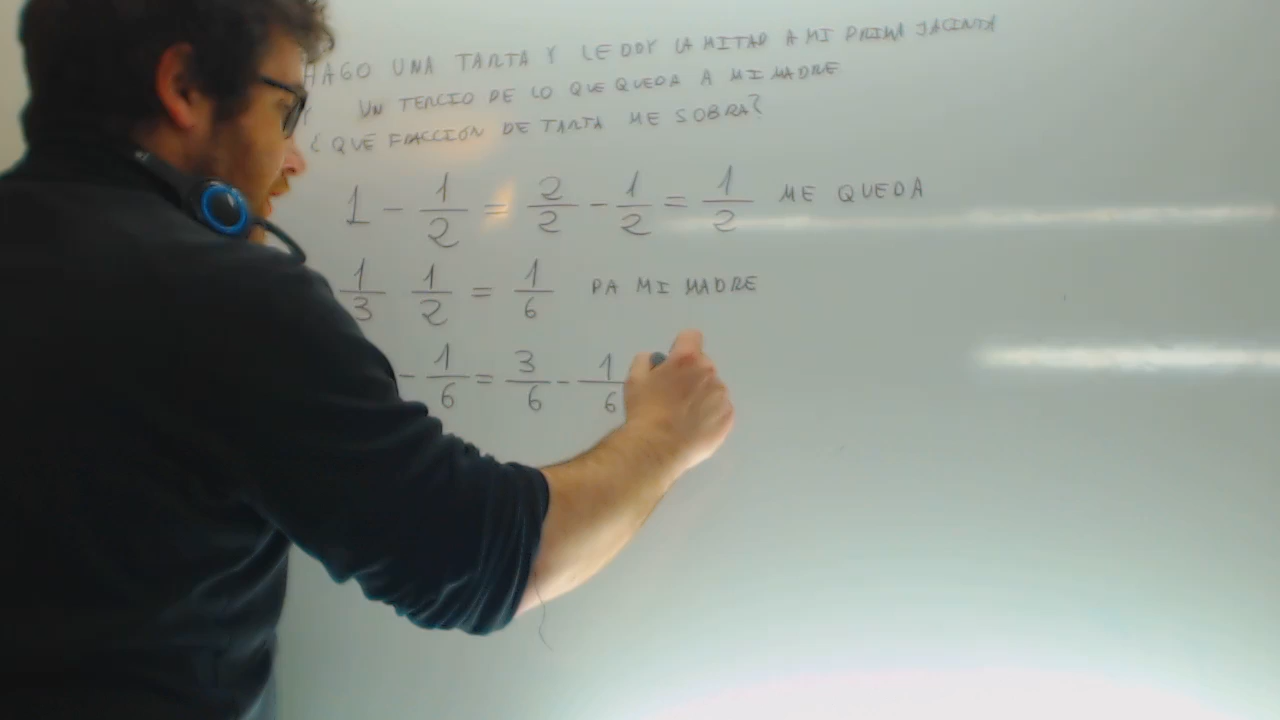 HAGO UNA TARTA Y LE DOY LA MITAD A MI PRIMA JACINTA
Y UN TERCIO DE LO QUE QUEDA A MI MADRE
¿QUÉ FRACCIÓN DE TARTA ME SOBRA?
1 - 1/2 = 2/2 - 1/2 = 1/2 ME QUEDA
1/3 1/2 = 1/6 PA MI MADRE
- 1/6 = 3/6 - 1/6